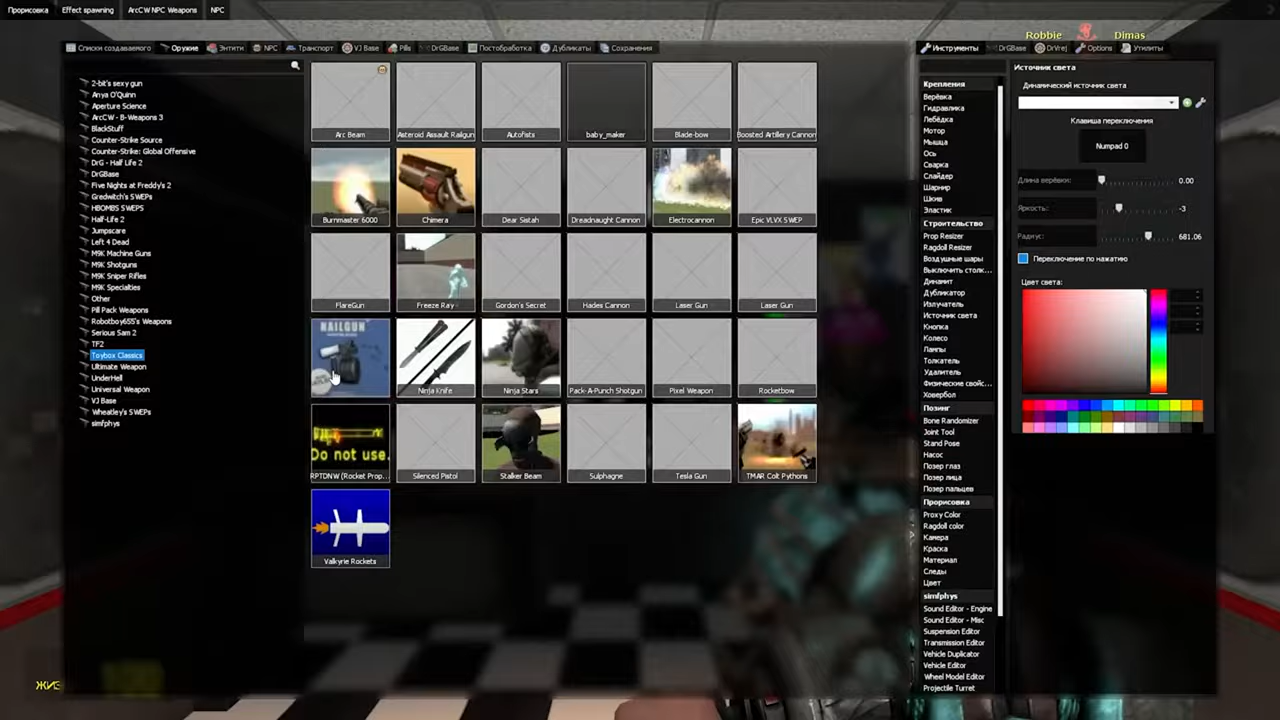 Прорисовка Effect spawning ArcCW NPC Weapons NPC
Robbie Dimas
Списки создаваемого Оружие Энтити NPC Транспорт VJ Base Pills DrGBase Постобработка Дубликаты Сохранения
Инструменты DrGBase DrVrej Options Утилиты
2-bit's sexy gun
Anya O'Quinn
Aperture Science
ArcCW - B-Weapons 3
BlackStuff
Counter-Strike Source
Counter-Strike: Global Offensive
DrG - Half Life 2
DRGBase
Five Nights at Freddy's 2
Gredwitch's SWEPs
HBOMBS SWEPS
Half-Life 2
Jumpscare
Left 4 Dead
M9K Machine Guns
M9K Shotguns
M9K Sniper Rifles
M9K Specialties
Other
Pill Pack Weapons
Robotboy655's Weapons
Serious Sam 2
TF2
Toybox Classics
Ultimate Weapon
UnderHell
Universal Weapon
VJ Base
Wheatley's SWEPs
simfphys
Arc Beam
Asteroid Assault Railgun
Autofists
baby_maker
Blade-bow
Boosted Artillery Cannon
Burnmaster 6000
Chimera
Dear Sistah
Dreadnaught Cannon
Electrocannon
Epic VLVX SWEP
FlareGun
Freeze Ray
Gordon's Secret
Hades Cannon
Laser Gun
Laser Gun
NAILGUN
Ninja Knife
Ninja Stars
Pack-A-Punch Shotgun
Pixel Weapon
Rocketbow
Do not use.
RPTDNW (Rocket Prop...
Silenced Pistol
Stalker Beam
Sulphagne
Tesla Gun
TMAR Colt Pythons
Valkyrie Rockets
Крепления
Верёвка
Гидравлика
Лебёдка
Мотор
Мышца
Ось
Сварка
Слайдер
Шарнир
Шкив
Эластик
Строительство
Prop Resizer
Ragdoll Resizer
Воздушные шары
Выключить столк...
Динамит
Дубликатор
Излучатель
Источник света
Кнопка
Колесо
Лампы
Толкатель
Удалитель
Физические свойс...
Ховербол
Позинг
Bone Randomizer
Joint Tool
Stand Pose
Насос
Позер глаз
Позер лица
Позер пальцев
Прорисовка
Proxy Color
Ragdoll color
Камера
Краска
Материал
Следы
Цвет
simfphys
Sound Editor - Engine
Sound Editor - Misc
Suspension Editor
Transmission Editor
Vehicle Duplicator
Vehicle Editor
Wheel Model Editor
Projectile Turret
Источник света
Динамический источник света
Клавиша переключения
Numpad 0
Длина верёвки: 0.00
Яркость: -3
Радиус: 681.06
Переключение по нажатию
Цвет света: